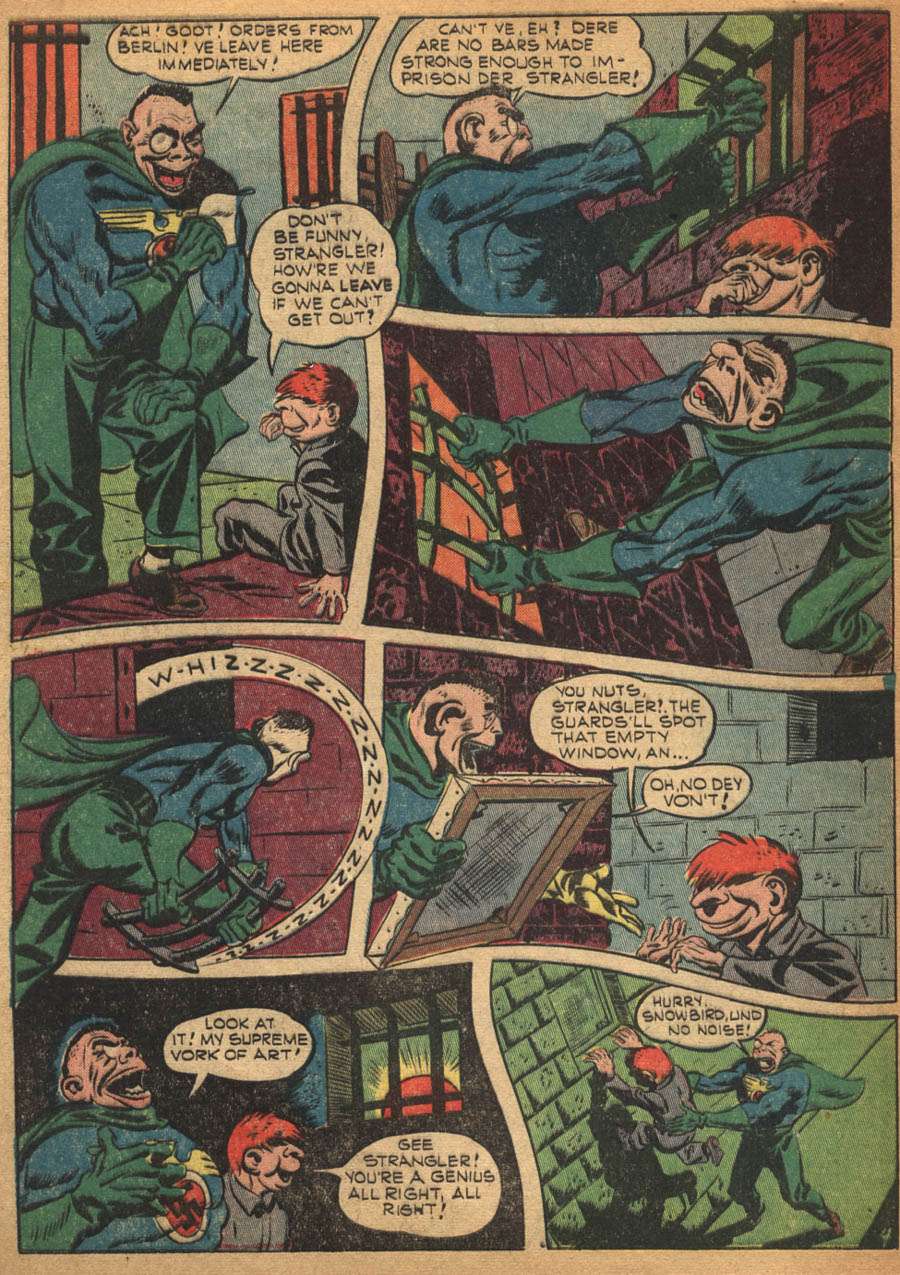 ACH! GOOT! ORDERS FROM
BERLIN! VE LEAVE HERE
IMMEDIATELY!
DON'T
BE FUNNY,
STRANGLER!
HOW'RE WE
GONNA LEAVE
IF WE CAN'T
GET OUT?
CAN'T VE, EH? DERE
ARE NO BARS MADE
STRONG ENOUGH TO IM-
PRISON DER STRANGLER!
W-H-I-Z-Z-Z-Z-Z-Z-Z-Z-Z-Z-Z-Z-Z-Z-Z-Z-Z-Z
YOU NUTS,
STRANGLER?. THE
GUARDS'LL SPOT
THAT EMPTY
WINDOW, AN...
OH, NO DEY
VON'T!
LOOK AT
IT! MY SUPREME
VORK OF ART!
GEE
STRANGLER!
YOU'RE A GENIUS
ALL RIGHT, ALL
RIGHT!
HURRY,
SNOWBIRD, UND
NO NOISE!
4